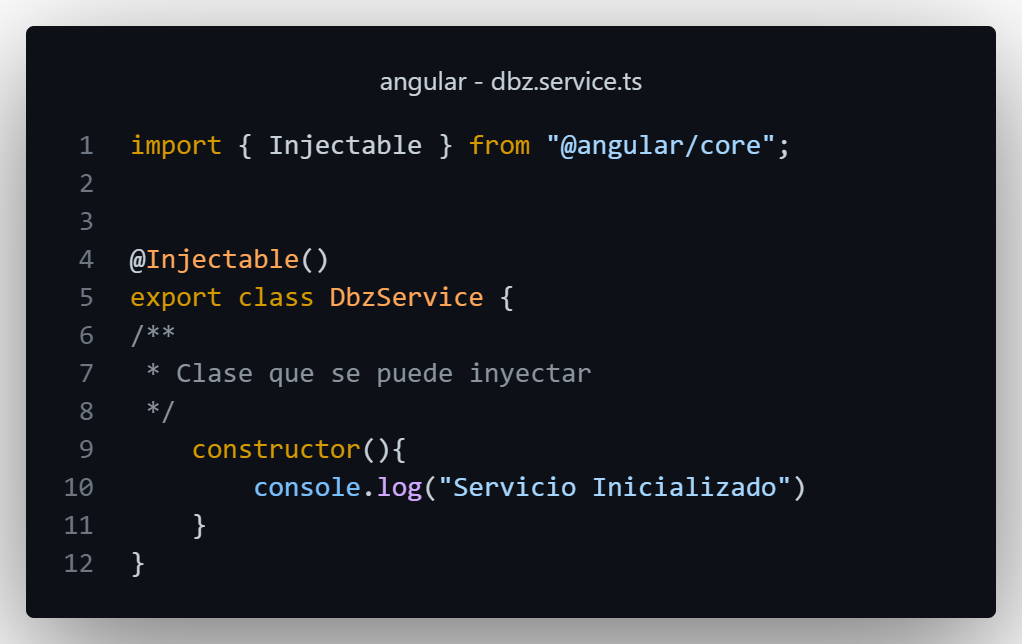 angular - dbz.service.ts
1 import { Injectable } from "@angular/core";
2
3
4 @Injectable()
5 export class DbzService {
6 /**
7  * Clase que se puede inyectar
8  */
9     constructor(){
10         console.log("Servicio Inicializado")
11     }
12 }